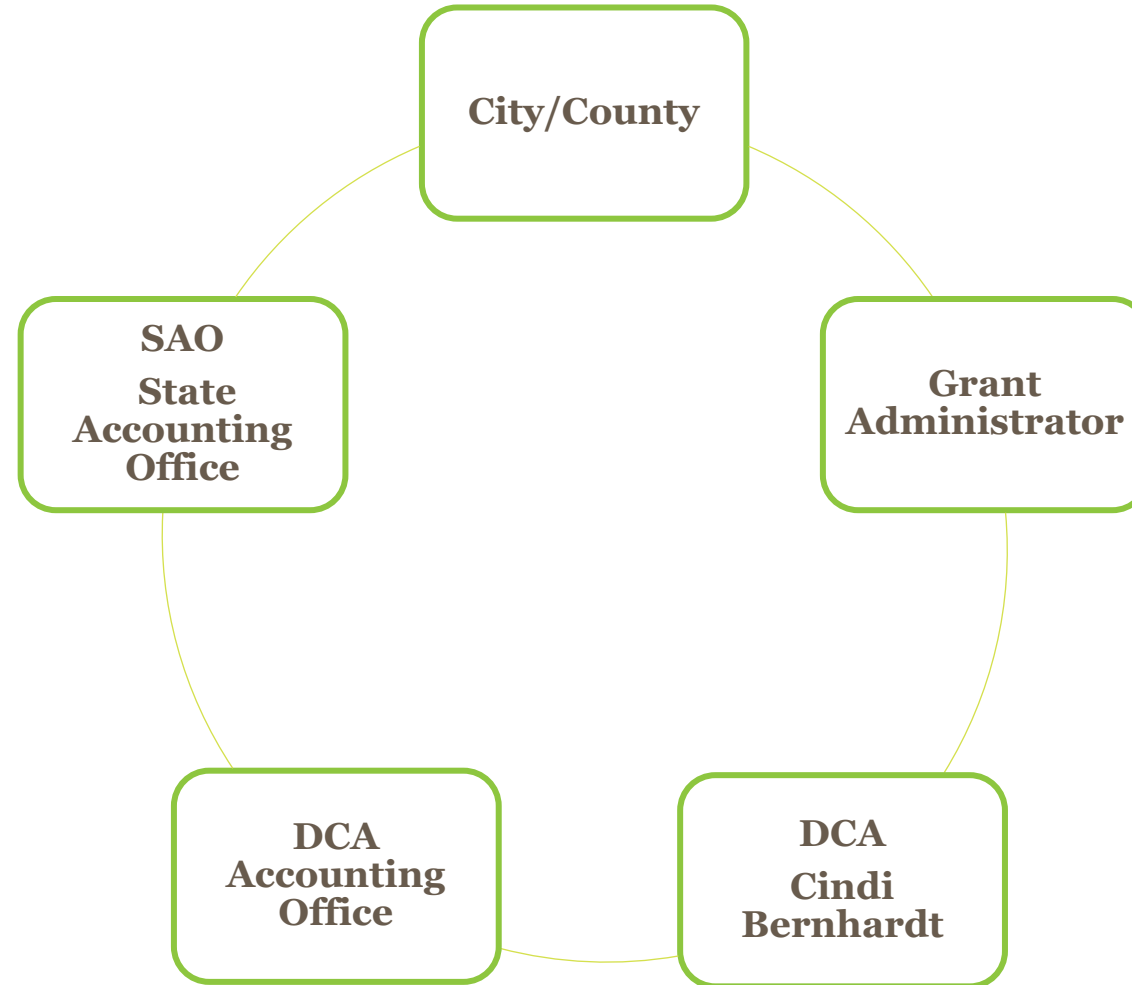 City/County
Grant
Administrator
DCA
Cindi
Bernhardt
DCA
Accounting
Office
SAO
State
Accounting
Office